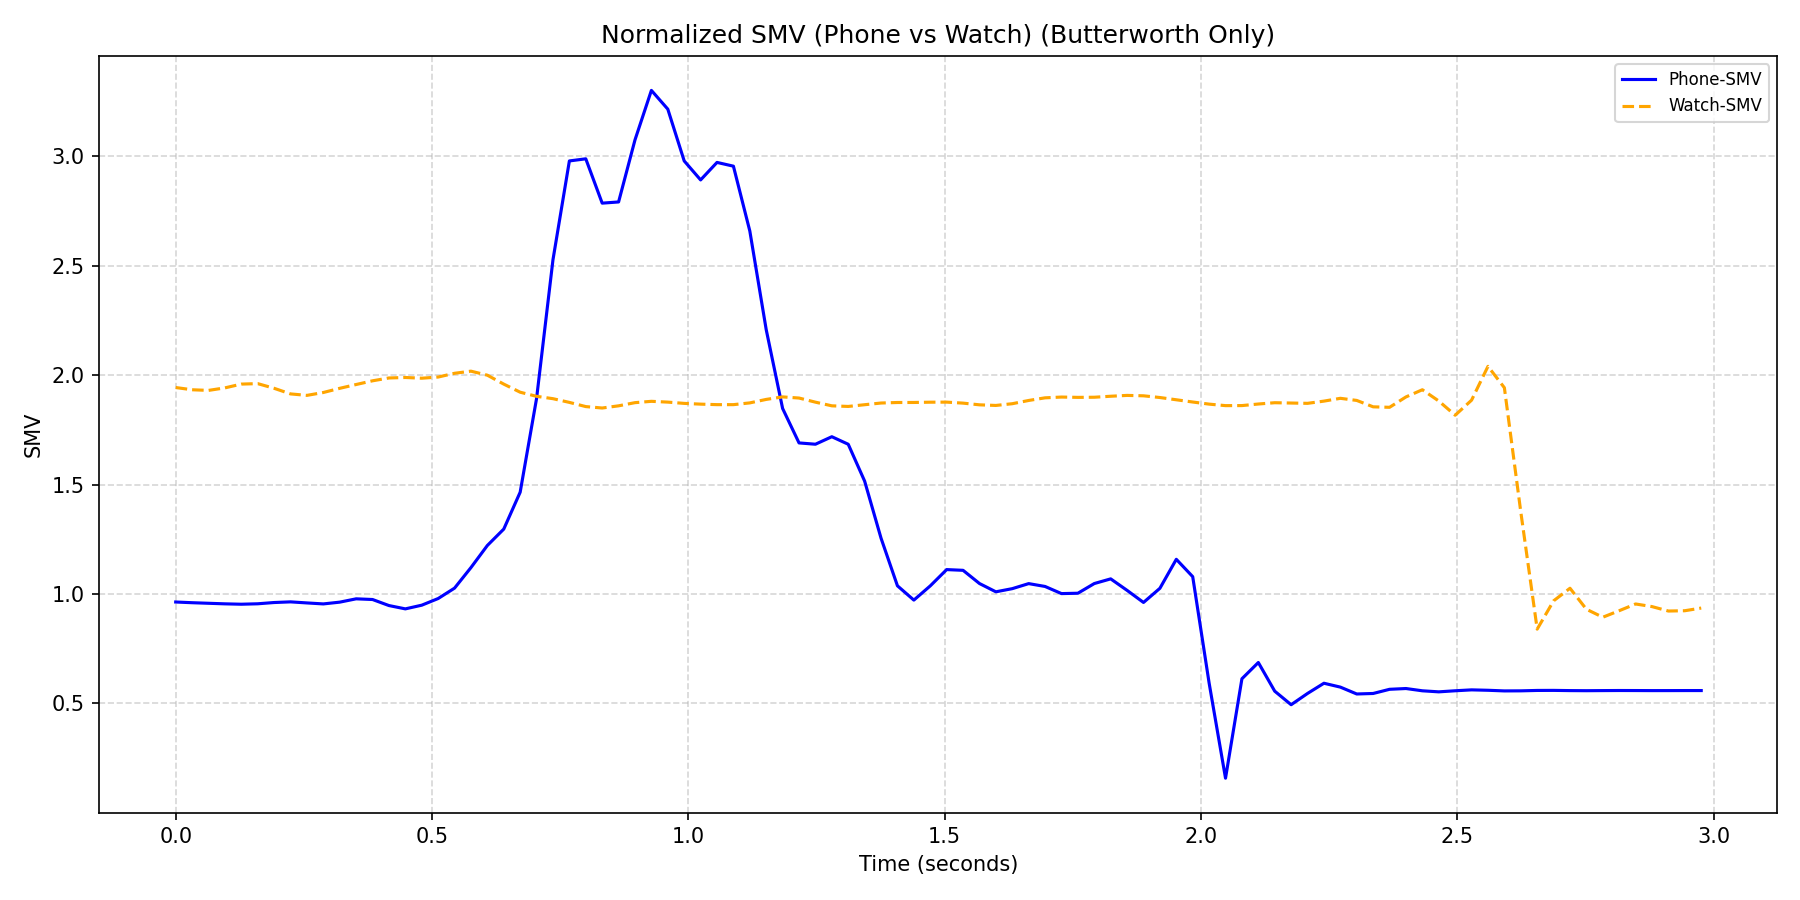 Normalized SMV (Phone vs Watch) (Butterworth Only)
Phone-SMV
Watch-SMV
SMV
3.0
2.5
2.0
1.5
1.0
0.5
0.0 0.5 1.0 1.5 2.0 2.5 3.0
Time (seconds)